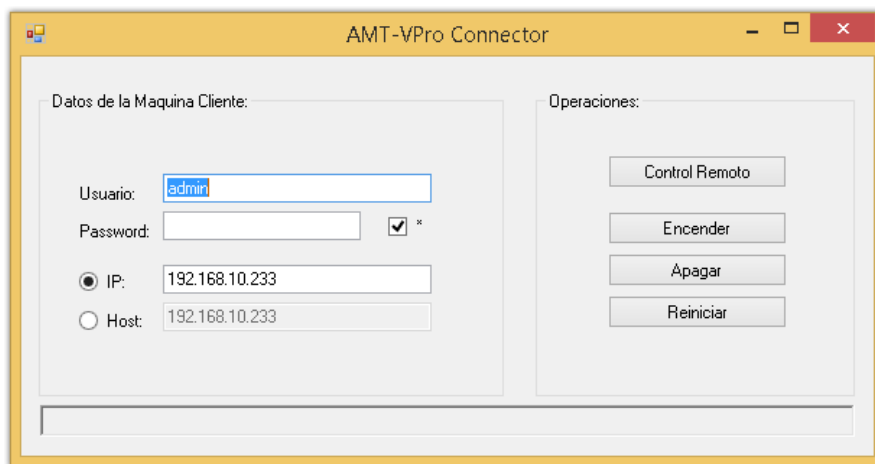 AMT-VPro Connector
Datos de la Maquina Cliente:
Usuario: admin
Password: *
IP: 192.168.10.233
Host: 192.168.10.233
Operaciones:
Control Remoto
Encender
Apagar
Reiniciar